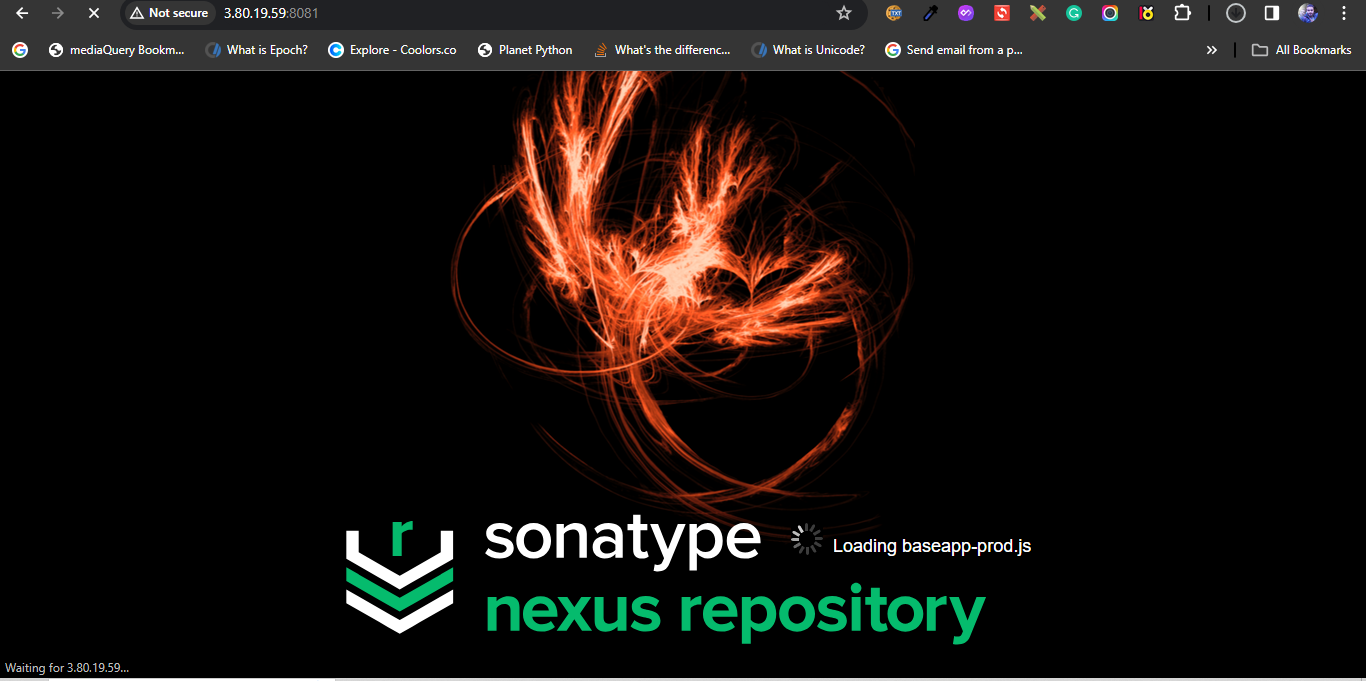 Not secure 3.80.19.59:8081
TXT
mediaQuery Bookm... What is Epoch? Explore - Coolors.co Planet Python What's the differenc... What is Unicode? Send email from a p... » All Bookmarks
r sonatype Loading baseapp-prod.js
nexus repository
Waiting for 3.80.19.59...